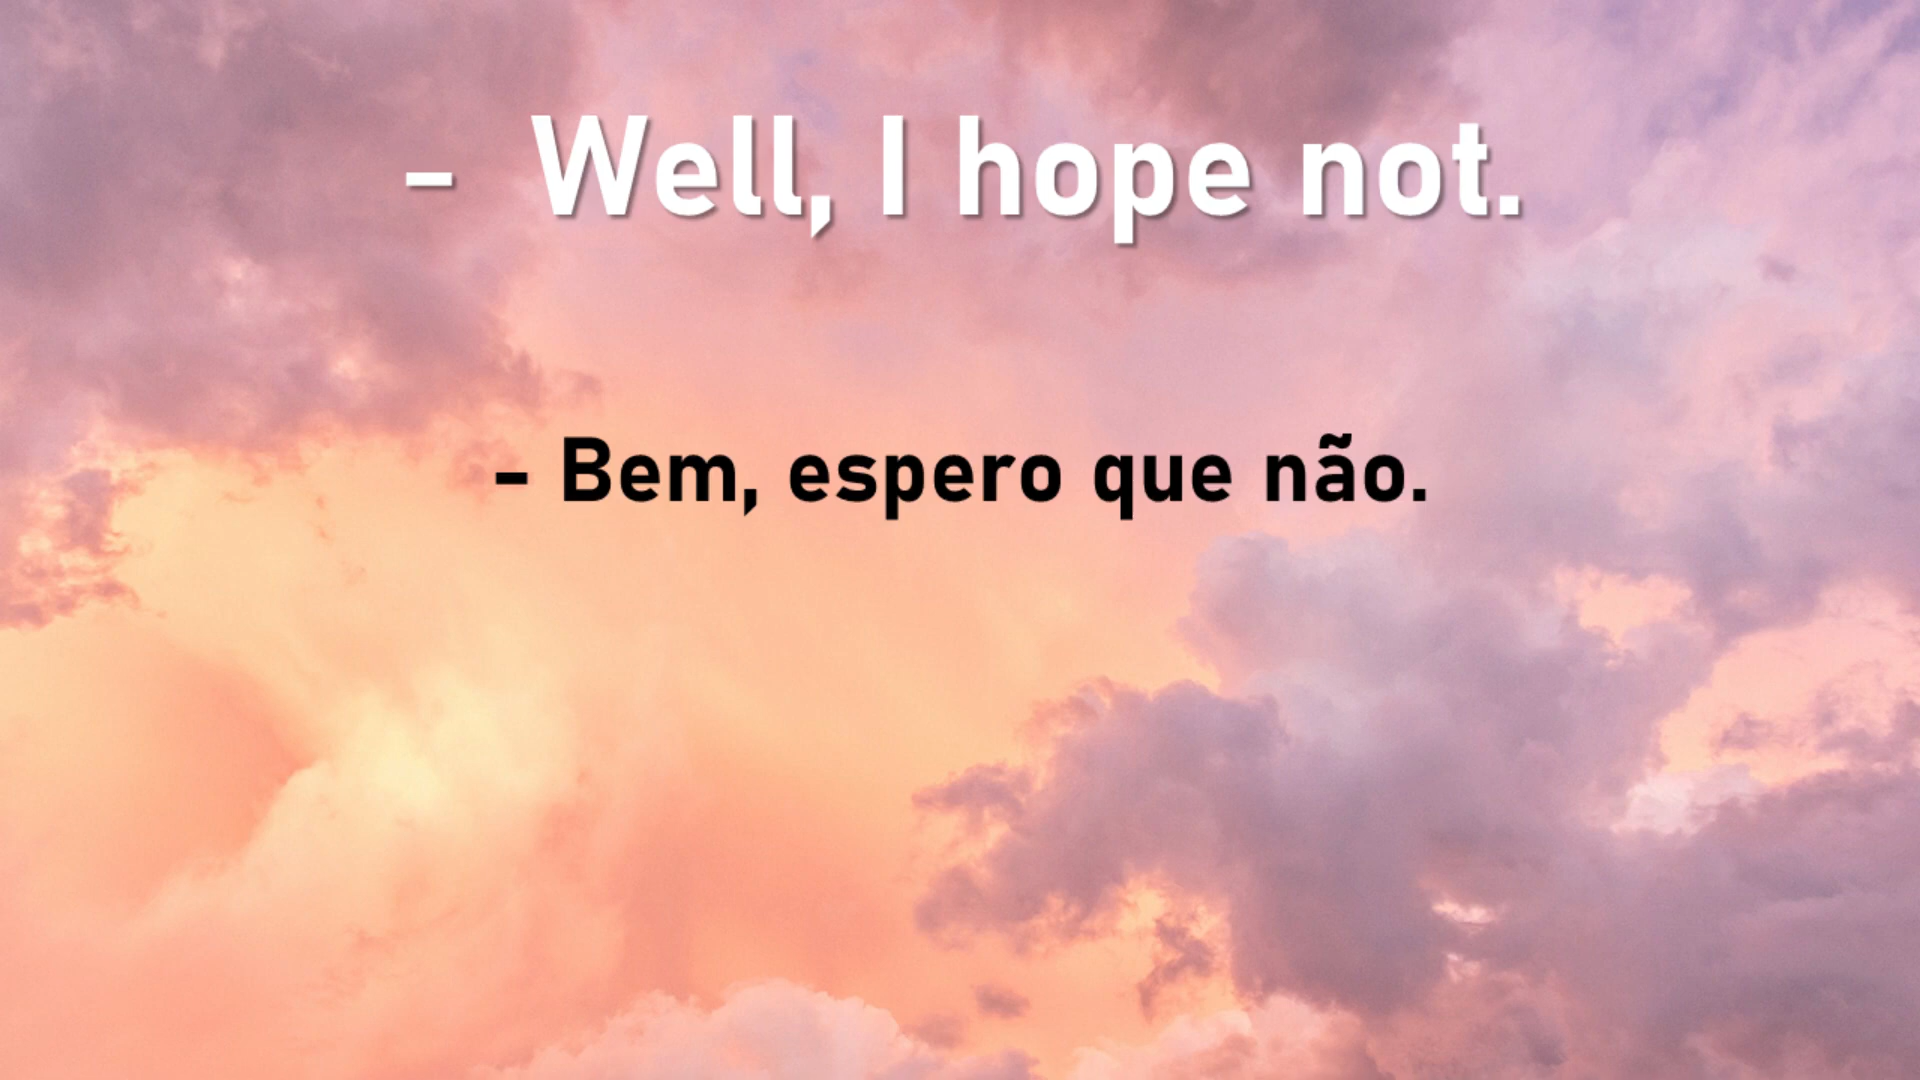 - Well, I hope not.
- Bem, espero que não.